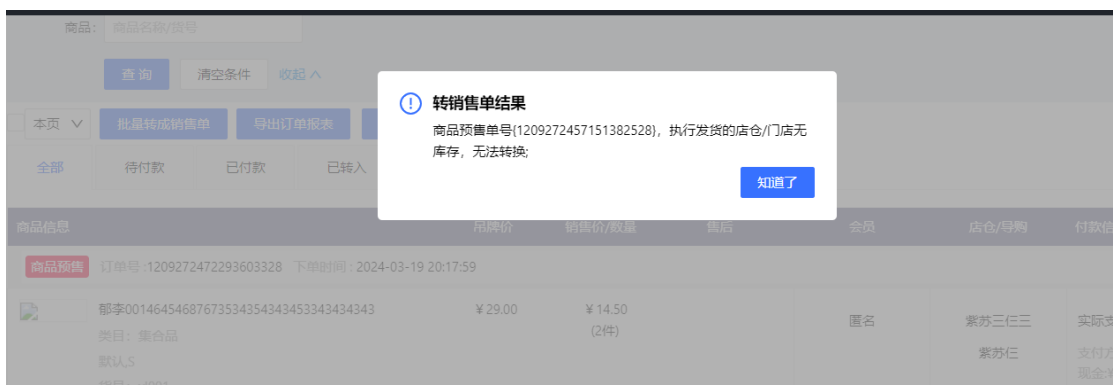 商品: 商品名称/货号
查 询 清空条件 收起
本页 批量转成销售单 导出订单报表
全部 待付款 已付款 已转入
转销售单结果
商品预售单号{1209272457151382528}，执行发货的店仓/门店无
库存，无法转换;
知道了
商品信息 吊牌价 销售价/数量 售后 会员 店仓/导购 付款信
商品预售 订单号 :1209272472293603328 下单时间 : 2024-03-19 20:17:59
郁李00146454687673534354343453343434343 ¥29.00 ¥14.50 匿名 紫苏三仨三 实际支
类目：集合品 (2件)
默认,S 紫苏仨 支付方
现金:¥